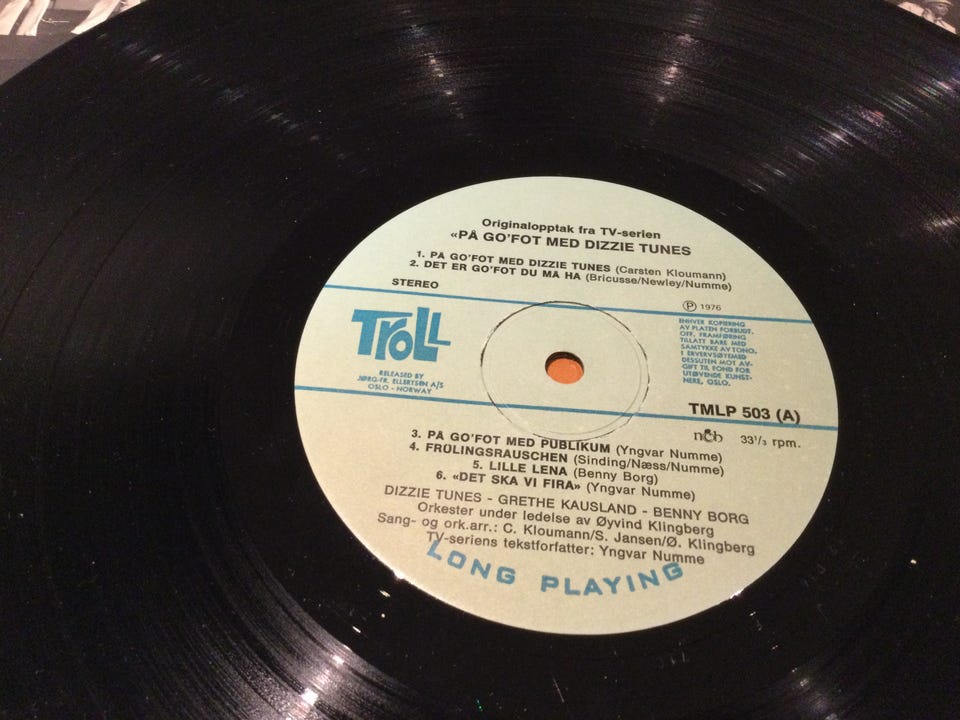 Originalopptak fra TV-serien
«PÅ GO'FOT MED DIZZIE TUNES
1. PÅ GO'FOT MED DIZZIE TUNES (Carsten Kloumann)
2. DET ER GO'FOT DU MÅ HA (Bricusse/Newley/Numme)
STEREO
Ⓟ 1976
TROLL
RELEASED BY
JØRG-FR. ELLERTSEN A/S
OSLO - NORWAY
ENHVER KOPIERING
AV PLATEN FORBUDT.
OFF. FRAMFØRING
TILLATT BARE MED
SAMTYKKE AV TONO.
I ERVERVSØYEMED
DESSUTEN MOT AV-
GIFT TIL FOND FOR
UTØVENDE KUNST-
NERE, OSLO.
TMLP 503 (A)
ncb 33¹/₃ rpm.
3. PÅ GO'FOT MED PUBLIKUM (Yngvar Numme)
4. FRÜLINGSRAUSCHEN (Sinding/Næss/Numme)
5. LILLE LENA (Benny Borg)
6. «DET SKA VI FIRA» (Yngvar Numme)
DIZZIE TUNES - GRETHE KAUSLAND - BENNY BORG
Orkester under ledelse av Øyvind Klingberg
Sang- og ork.arr.: C. Kloumann/S. Jansen/Ø. Klingberg
TV-seriens tekstforfatter: Yngvar Numme
LONG PLAYING